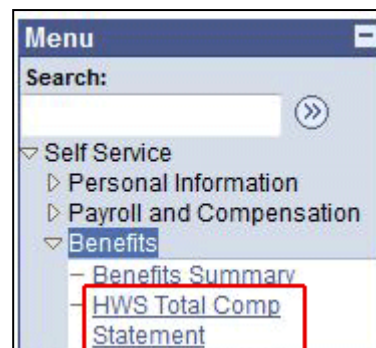 Menu
Search:
Self Service
Personal Information
Payroll and Compensation
Benefits
Benefits Summary
HWS Total Comp
Statement